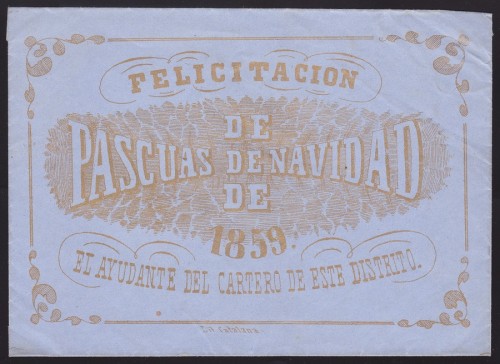 FELICITACION
DE
PASCUAS DE NAVIDAD
DE
1859.
EL AYUDANTE DEL CARTERO DE ESTE DISTRITO.